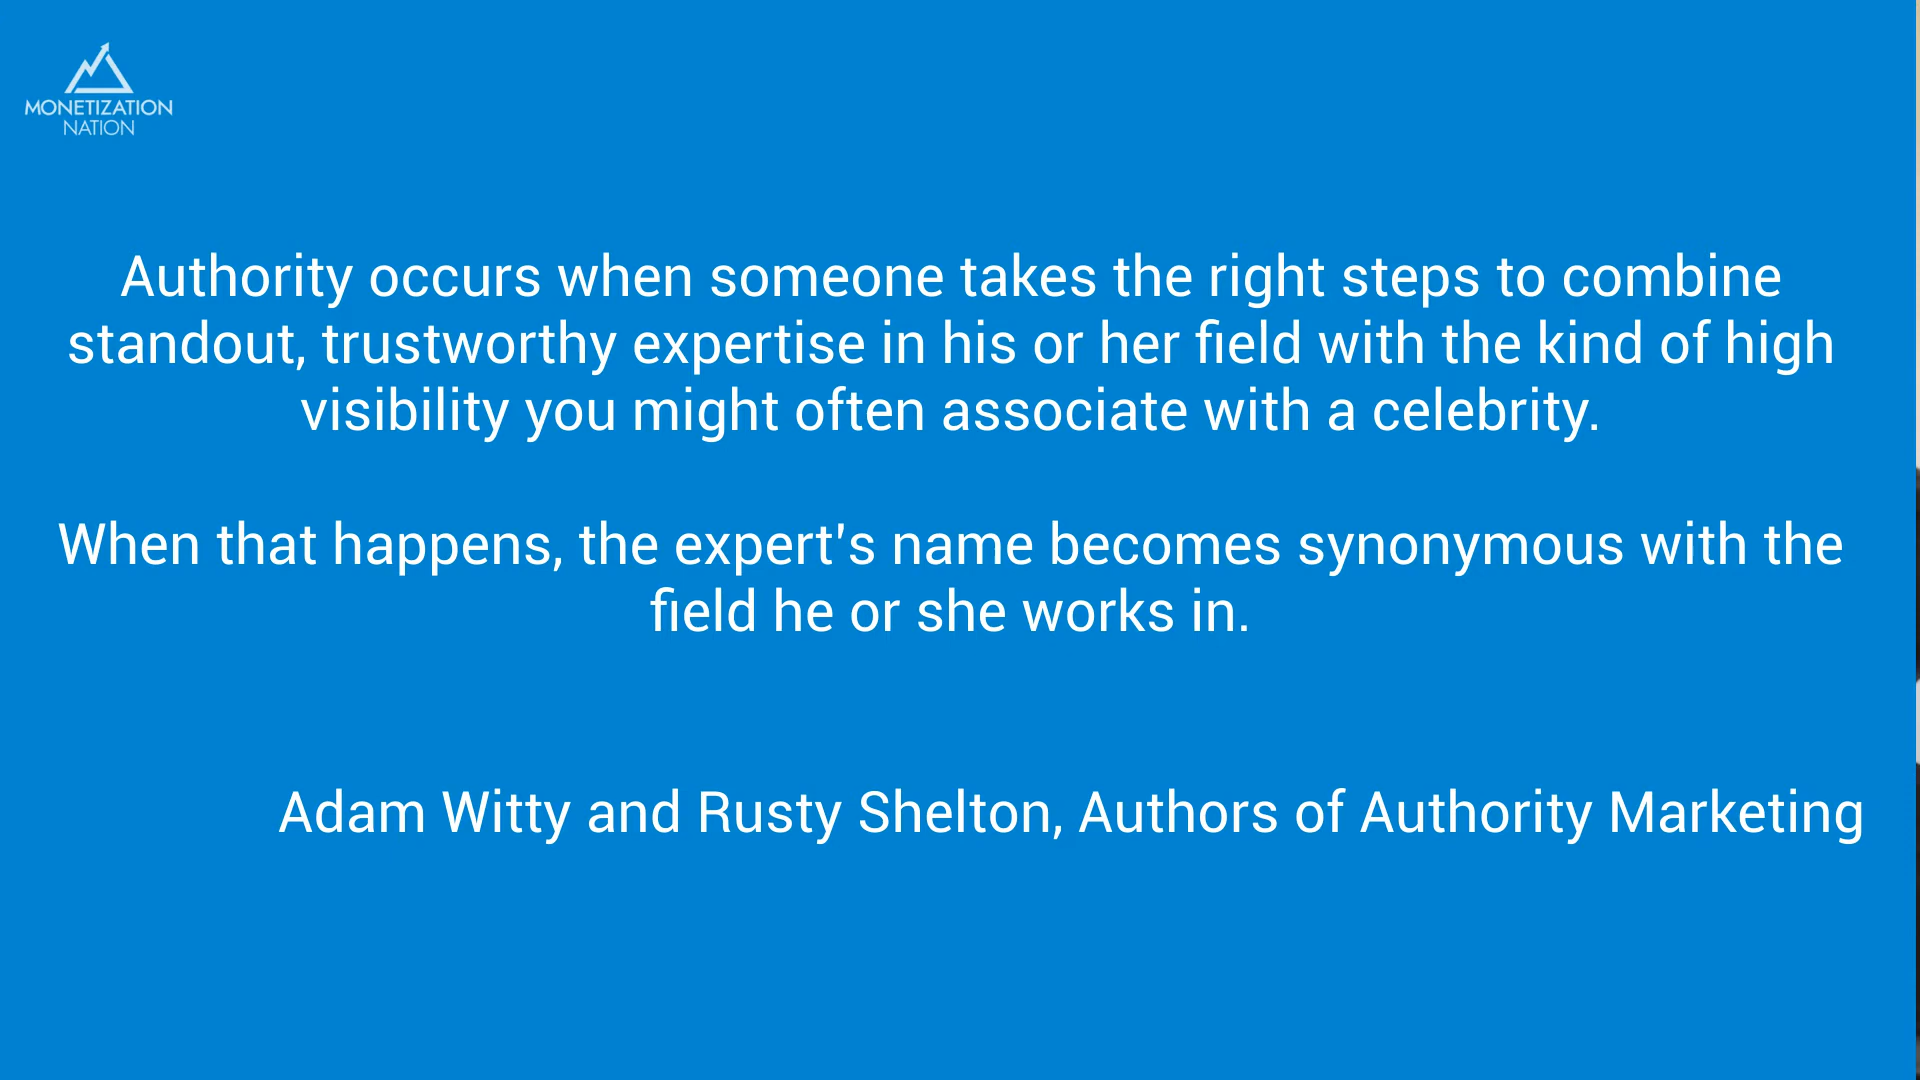 MONETIZATION
NATION
Authority occurs when someone takes the right steps to combine
standout, trustworthy expertise in his or her field with the kind of high
visibility you might often associate with a celebrity.
When that happens, the expert's name becomes synonymous with the
field he or she works in.
Adam Witty and Rusty Shelton, Authors of Authority Marketing